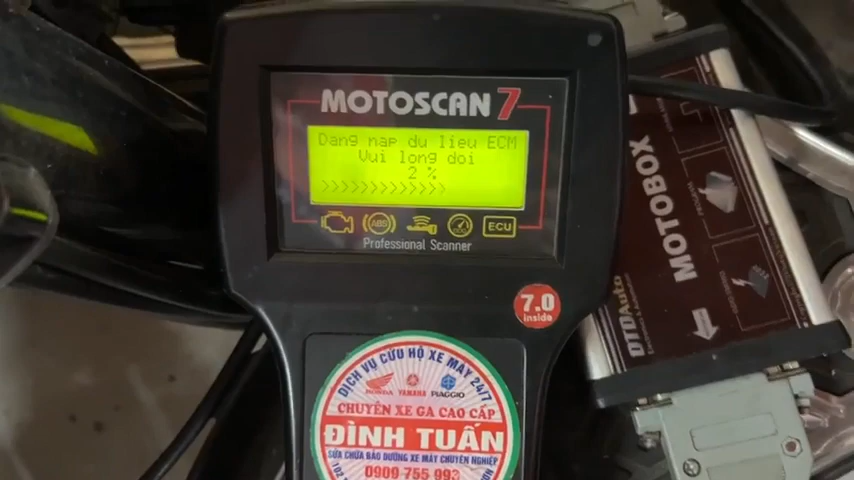 MOTOSCAN 7
Dang nap du lieu ECM
Vui long doi
2 %
>>>>>>>>>>>>>
ABS
ECU
Professional Scanner
7.0
inside
DỊCH VỤ CỨU HỘ XE MÁY 24/7
HONDA YAMAHA PIAGGIO
CHUYÊN XE GA CAO CẤP
ĐÌNH TUẤN
SỬA CHỮA BẢO DƯỠNG XE MÁY CHUYÊN NGHIỆP
0909 755 993
MOTOBOX
DTDAuto